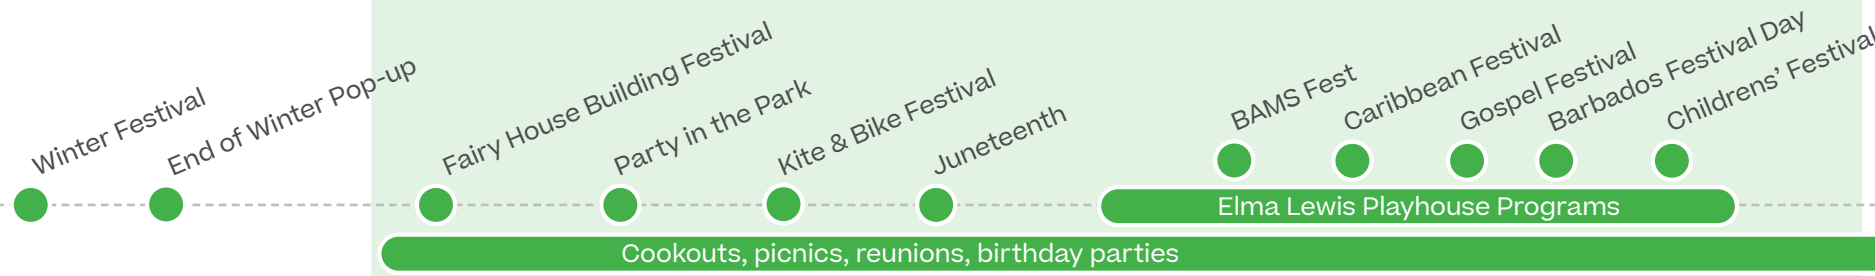 Winter Festival
End of Winter Pop-up
Fairy House Building Festival
Party in the Park
Kite & Bike Festival
Juneteenth
BAMS Fest
Caribbean Festival
Gospel Festival
Barbados Festival Day
Childrens’ Festival
Elma Lewis Playhouse Programs
Cookouts, picnics, reunions, birthday parties